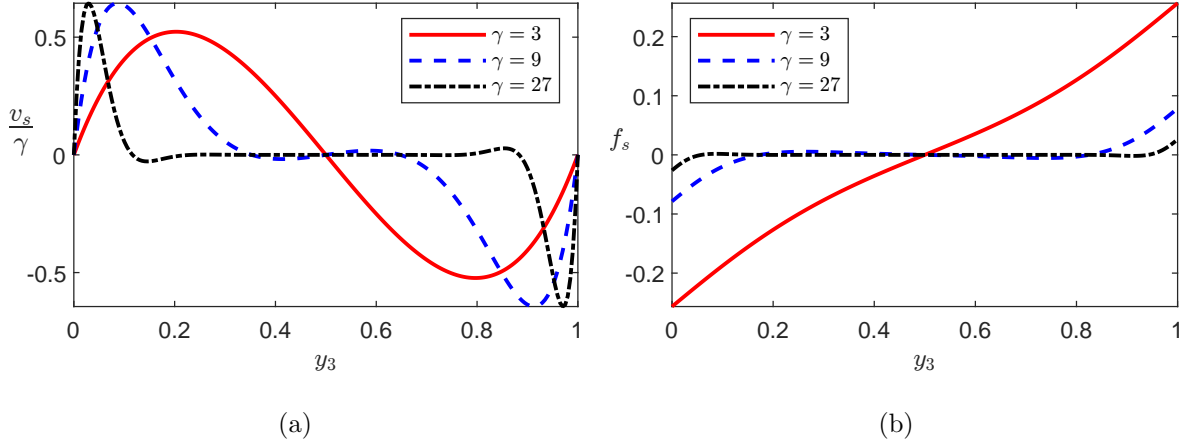 0.5
0
-0.5
v_s
γ
0 0.2 0.4 0.6 0.8 1
y_3
γ = 3
γ = 9
γ = 27
(a)
0.2
0.1
0
-0.1
-0.2
f_s
0 0.2 0.4 0.6 0.8 1
y_3
γ = 3
γ = 9
γ = 27
(b)